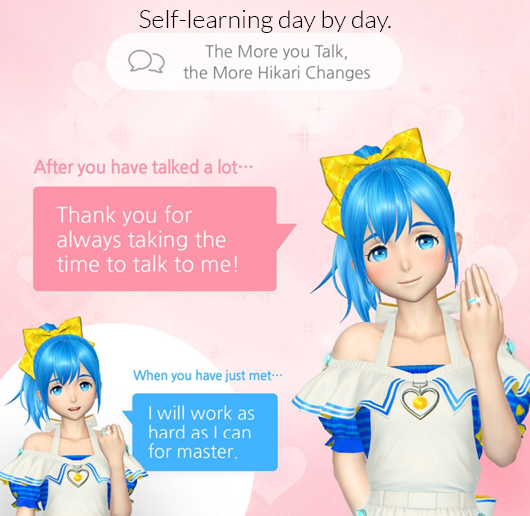 Self-learning day by day.
The More you Talk,
the More Hikari Changes
After you have talked a lot…
Thank you for
always taking the
time to talk to me!
When you have just met…
I will work as
hard as I can
for master.